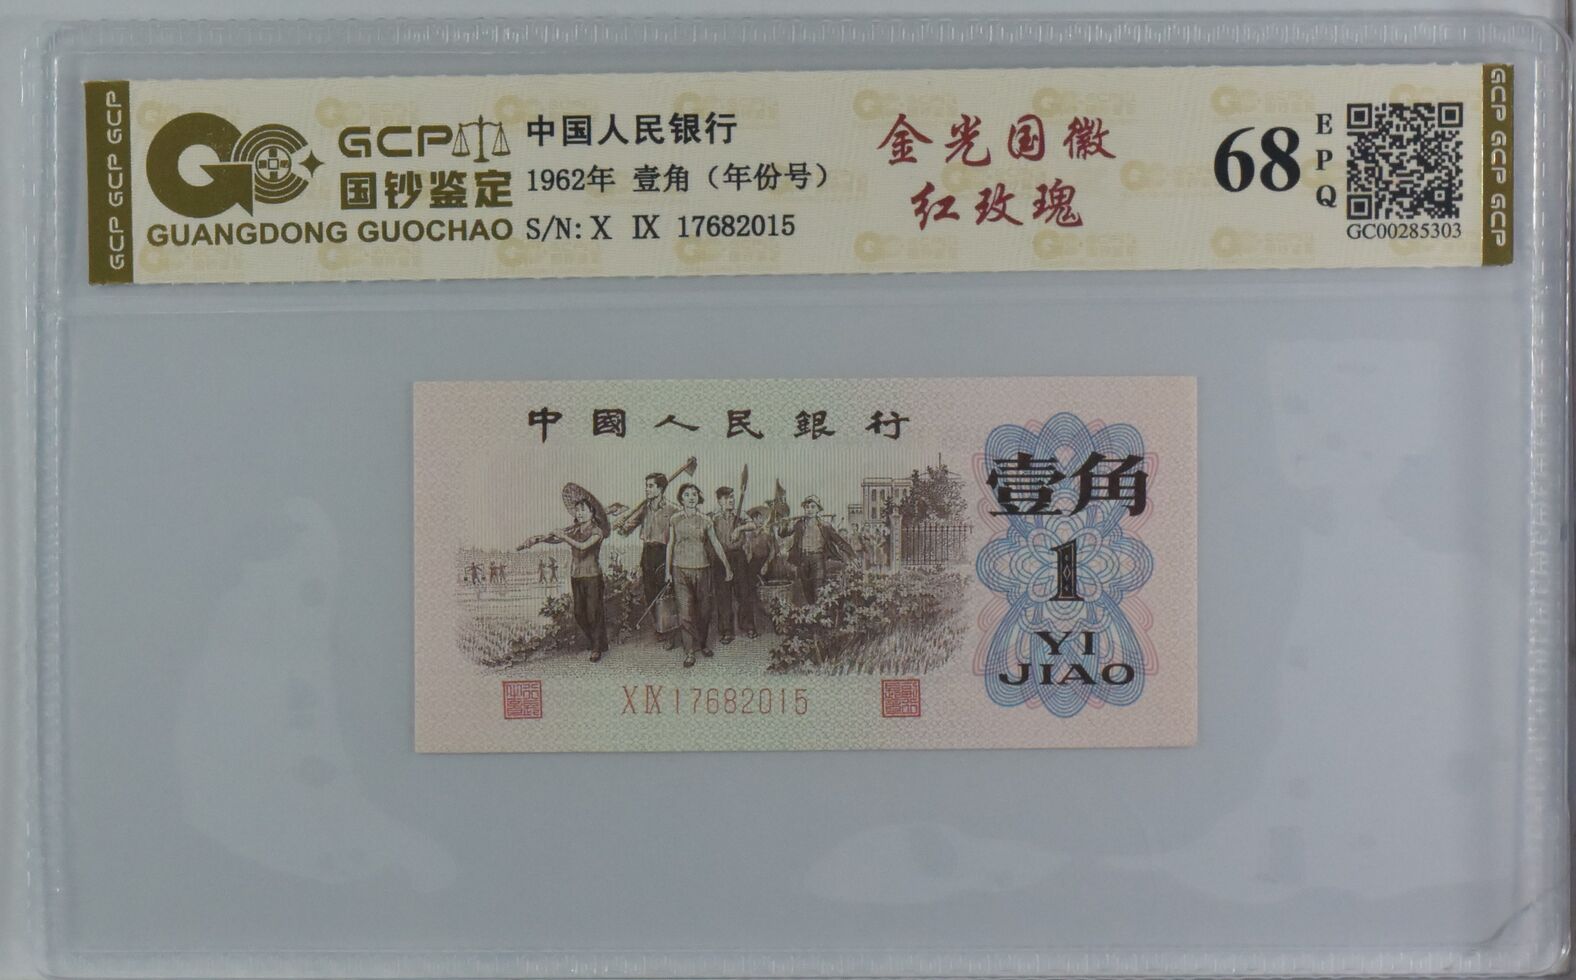 GCP GCP GCP
GCP
国钞鉴定
GUANGDONG GUOCHAO
中国人民银行
1962年 壹角（年份号）
S/N: X IX 17682015
金光国徽
红玫瑰
68
EPQ
GC00285303
GCP GCP GCP
中國人民銀行
壹角
1
YI
JIAO
X IX 17682015